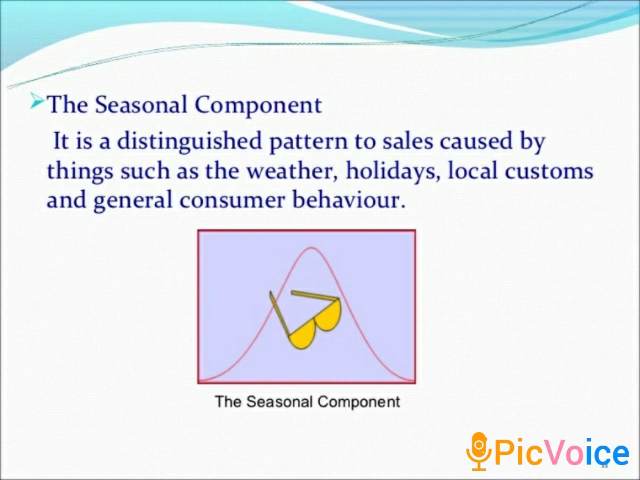 The Seasonal Component
It is a distinguished pattern to sales caused by
things such as the weather, holidays, local customs
and general consumer behaviour.
The Seasonal Component
PicVoice